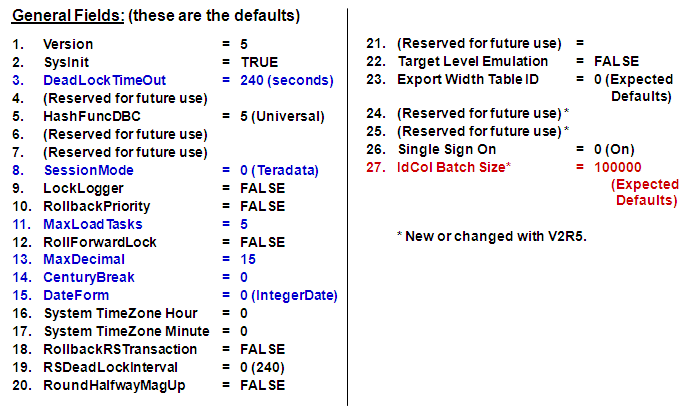 General Fields: (these are the defaults)
1. Version = 5
2. SysInit = TRUE
3. DeadLockTimeOut = 240 (seconds)
4. (Reserved for future use)
5. HashFuncDBC = 5 (Universal)
6. (Reserved for future use)
7. (Reserved for future use)
8. SessionMode = 0 (Teradata)
9. LockLogger = FALSE
10. RollbackPriority = FALSE
11. MaxLoadTasks = 5
12. RollForwardLock = FALSE
13. MaxDecimal = 15
14. CenturyBreak = 0
15. DateForm = 0 (IntegerDate)
16. System TimeZone Hour = 0
17. System TimeZone Minute = 0
18. RollbackRSTransaction = FALSE
19. RSDeadLockInterval = 0 (240)
20. RoundHalfwayMagUp = FALSE
21. (Reserved for future use) =
22. Target Level Emulation = FALSE
23. Export Width Table ID = 0 (Expected
Defaults)
24. (Reserved for future use) *
25. (Reserved for future use) *
26. Single Sign On = 0 (On)
27. IdCol Batch Size* = 100000
(Expected
Defaults)
* New or changed with V2R5.